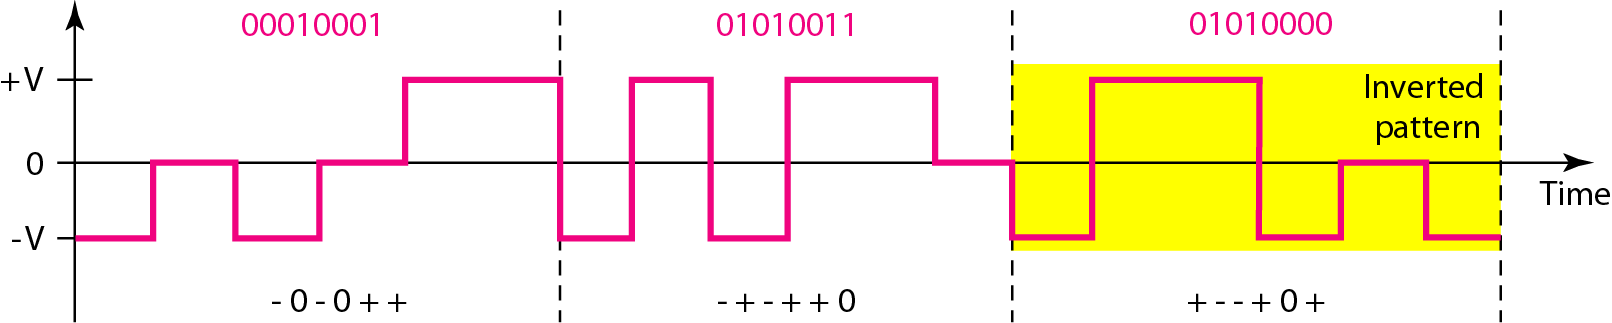 00010001 01010011 01010000
+V
Inverted
pattern
0
Time
-V
- 0 - 0 + + - + - + + 0 + - - + 0 +